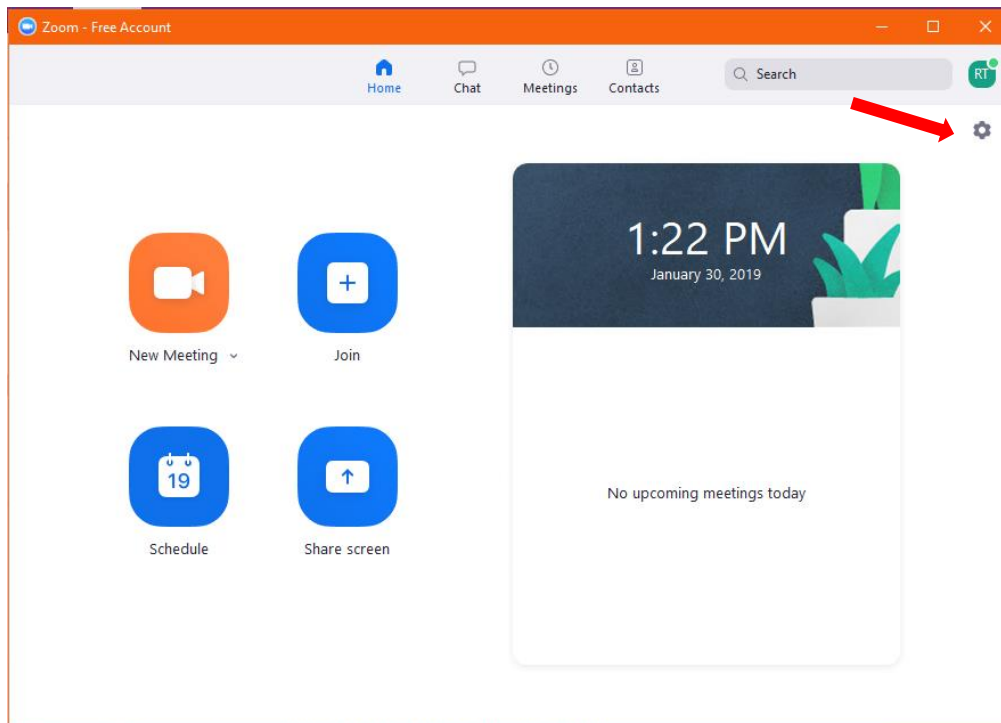 Zoom - Free Account
Home
Chat
Meetings
Contacts
Search
RT
1:22 PM
January 30, 2019
New Meeting
Join
19
Schedule
Share screen
No upcoming meetings today